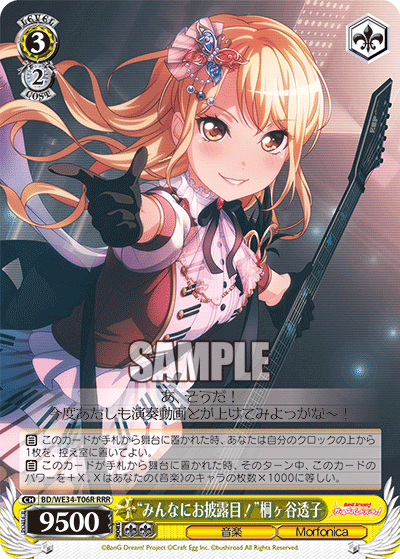 LEVEL
3
2
COST
SAMPLE
あ、そうだ！
今度あたしも演奏動画とか上げてみよっかな～！
自 このカードが手札から舞台に置かれた時、あなたは自分のクロックの上から
1枚を、控え室に置いてよい。
自 このカードが手札から舞台に置かれた時、そのターン中、このカードのパワ
ーを＋X。Xはあなたの《音楽》のキャラの枚数×1000に等しい。
CH BD/WE34-T06R RRR
“みんなにお披露目！”桐ヶ谷透子
9500
音楽
Morfonica
©BanG Dream! Project ©Craft Egg Inc. ©bushiroad All Rights Reserved.